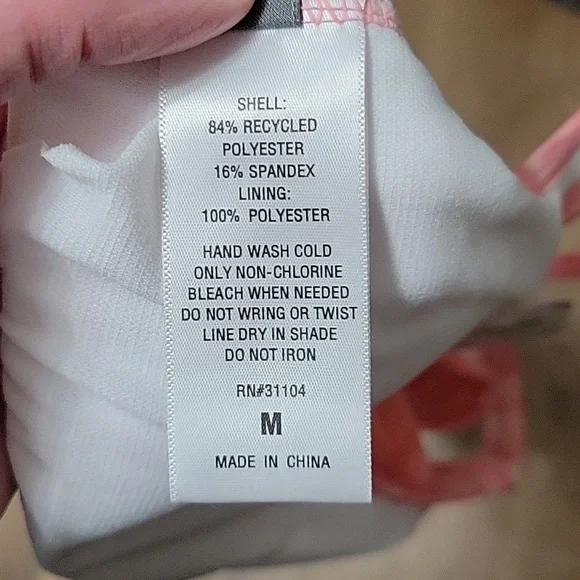 SHELL:
84% RECYCLED
POLYESTER
16% SPANDEX
LINING:
100% POLYESTER
HAND WASH COLD
ONLY NON-CHLORINE
BLEACH WHEN NEEDED
DO NOT WRING OR TWIST
LINE DRY IN SHADE
DO NOT IRON
RN#31104
M
MADE IN CHINA